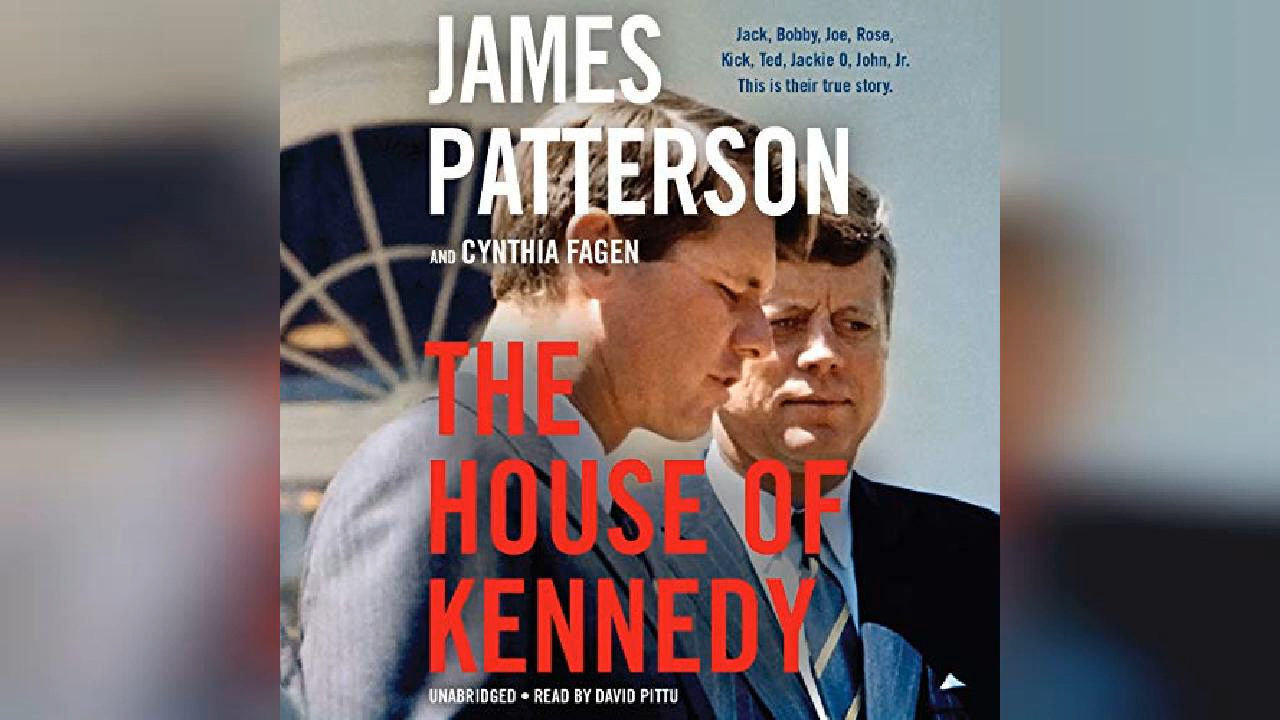 JAMES
PATTERSON
AND CYNTHIA FAGEN
Jack, Bobby, Joe, Rose,
Kick, Ted, Jackie O, John, Jr.
This is their true story.
THE
HOUSE OF
KENNEDY
UNABRIDGED • READ BY DAVID PITTU